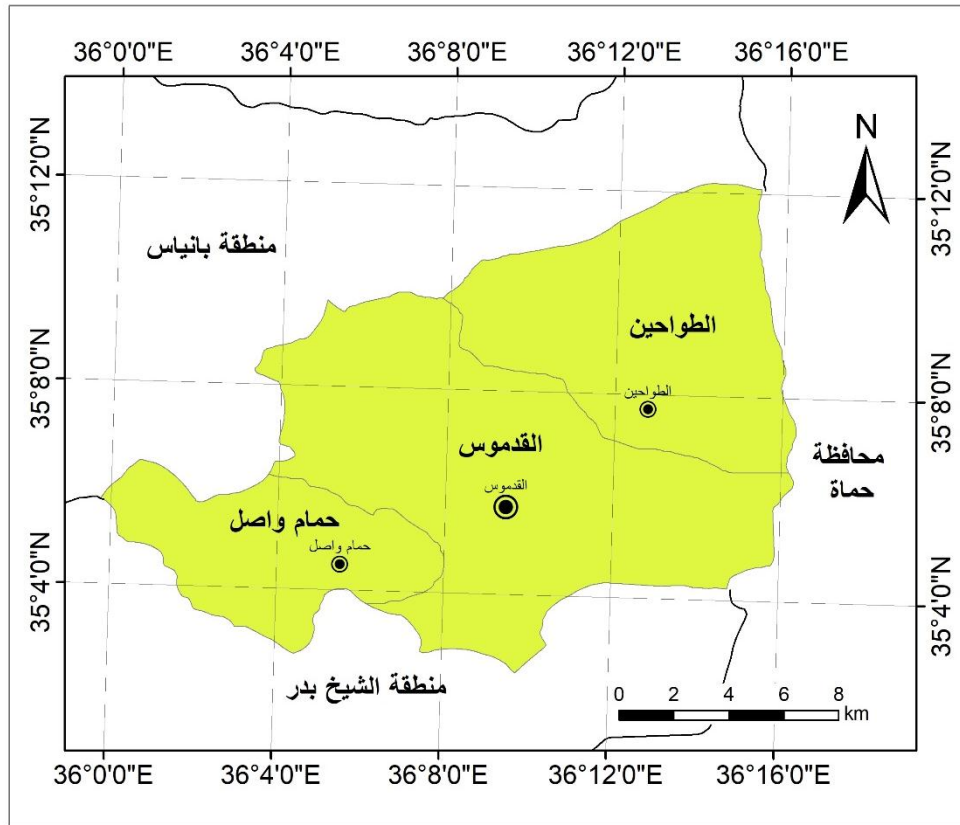 36°0'0"E 36°4'0"E 36°8'0"E 36°12'0"E 36°16'0"E
N
35°12'0"N
35°12'0"N
منطقة بانياس
الطواحين
35°8'0"N
الطواحين
35°8'0"N
القدموس
محافظة
حماة
القدموس
حمام واصل
حمام واصل
35°4'0"N
35°4'0"N
منطقة الشيخ بدر
0 2 4 6 8
km
36°0'0"E 36°4'0"E 36°8'0"E 36°12'0"E 36°16'0"E